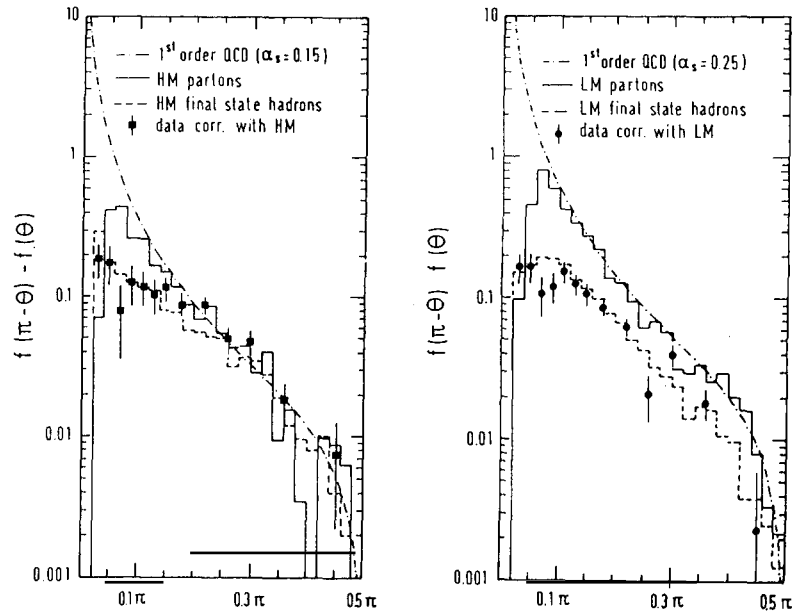 10
1
0.1
0.01
0.001
f(π-Θ) - f(Θ)
1st order QCD (αs=0.15)
HM partons
HM final state hadrons
data corr. with HM
0.1π
0.3π
0.5π
10
1
0.1
0.01
0.001
f(π-Θ) f(Θ)
1st order QCD (αs=0.25)
LM partons
LM final state hadrons
data corr. with LM
0.1π
0.3π
0.5π